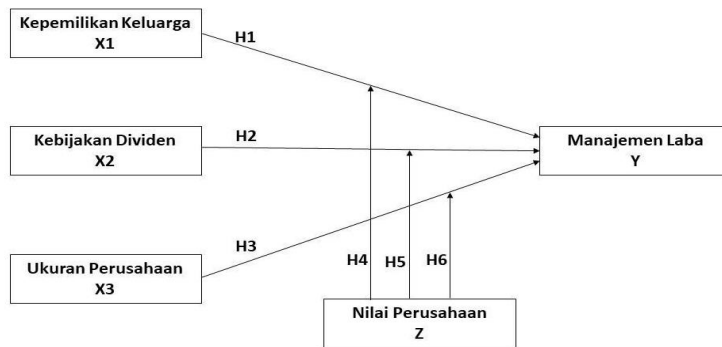 Kepemilikan Keluarga
X1
H1
Kebijakan Dividen
X2
H2
Manajemen Laba
Y
H3
Ukuran Perusahaan
X3
H4
H5
H6
Nilai Perusahaan
Z